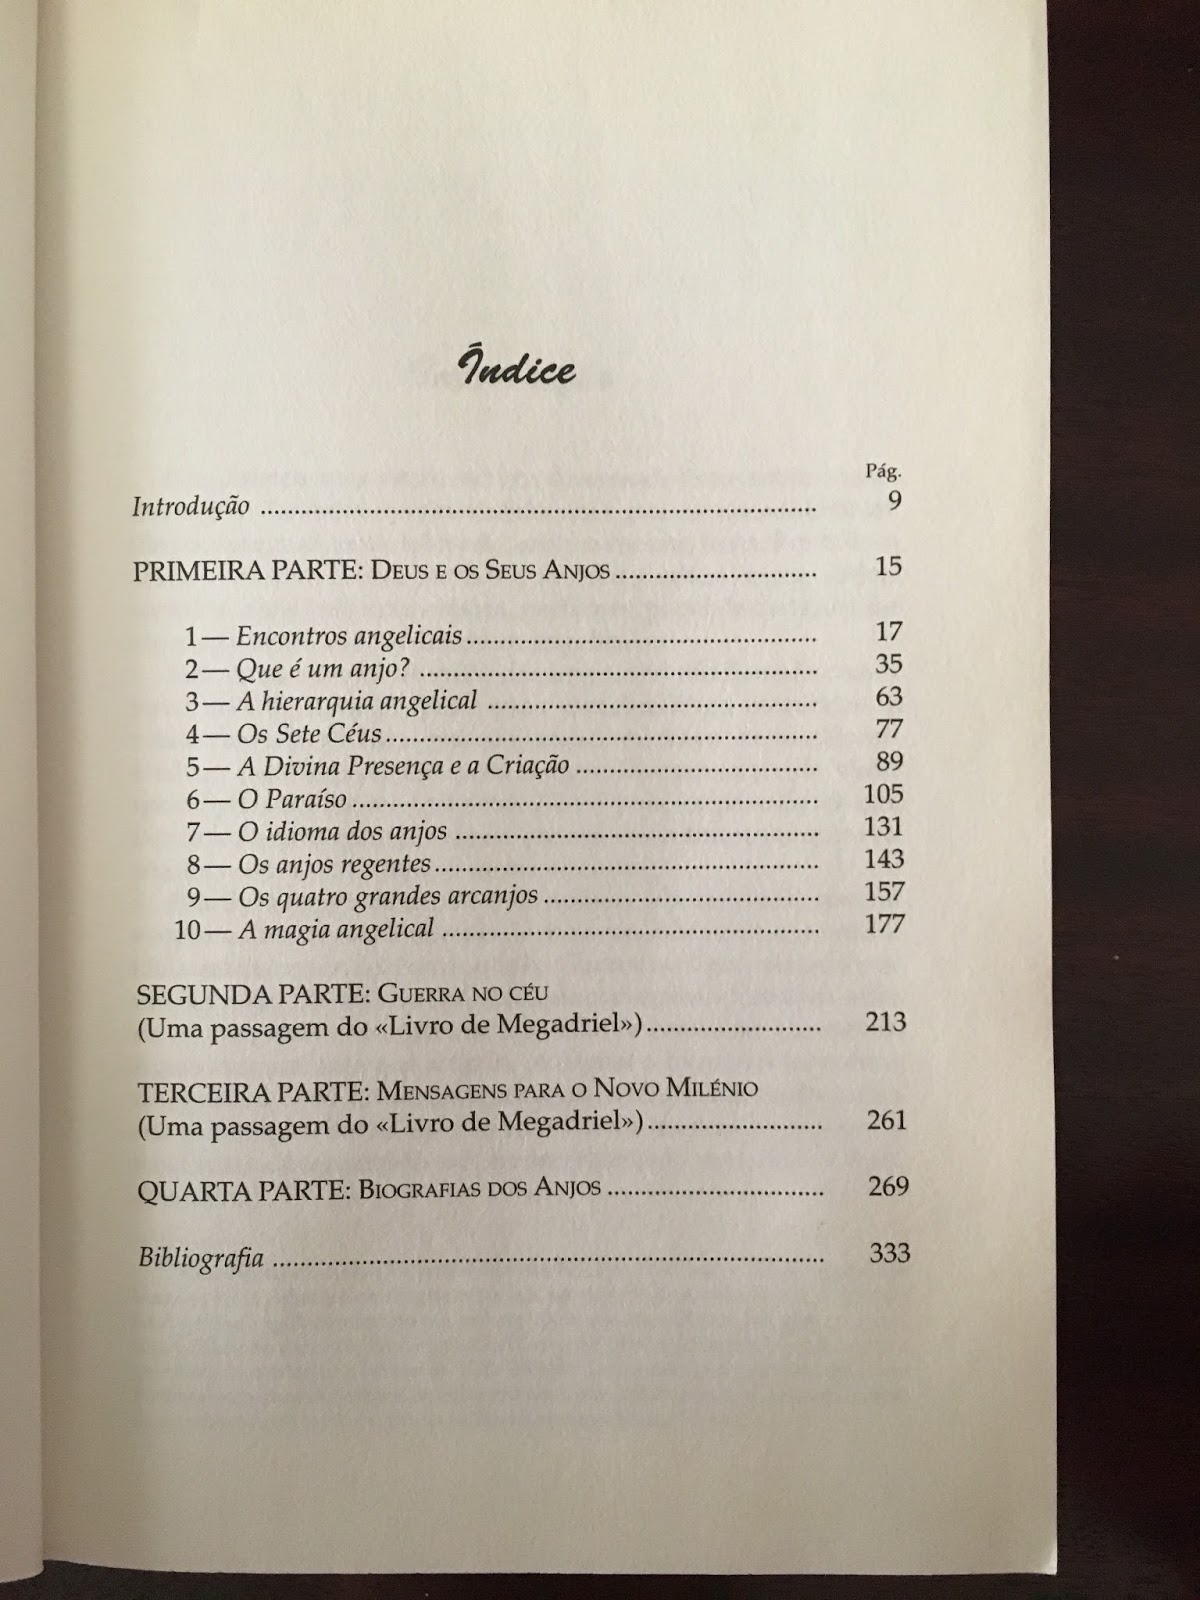 Índice
Pág.
Introdução ........ 9
PRIMEIRA PARTE: DEUS E OS SEUS ANJOS ........ 15
1 — Encontros angelicais ........ 17
2 — Que é um anjo? ........ 35
3 — A hierarquia angelical ........ 63
4 — Os Sete Céus ........ 77
5 — A Divina Presença e a Criação ........ 89
6 — O Paraíso ........ 105
7 — O idioma dos anjos ........ 131
8 — Os anjos regentes ........ 143
9 — Os quatro grandes arcanjos ........ 157
10 — A magia angelical ........ 177
SEGUNDA PARTE: GUERRA NO CÉU
(Uma passagem do «Livro de Megadriel») ........ 213
TERCEIRA PARTE: MENSAGENS PARA O NOVO MILÉNIO
(Uma passagem do «Livro de Megadriel») ........ 261
QUARTA PARTE: BIOGRAFIAS DOS ANJOS ........ 269
Bibliografia ........ 333